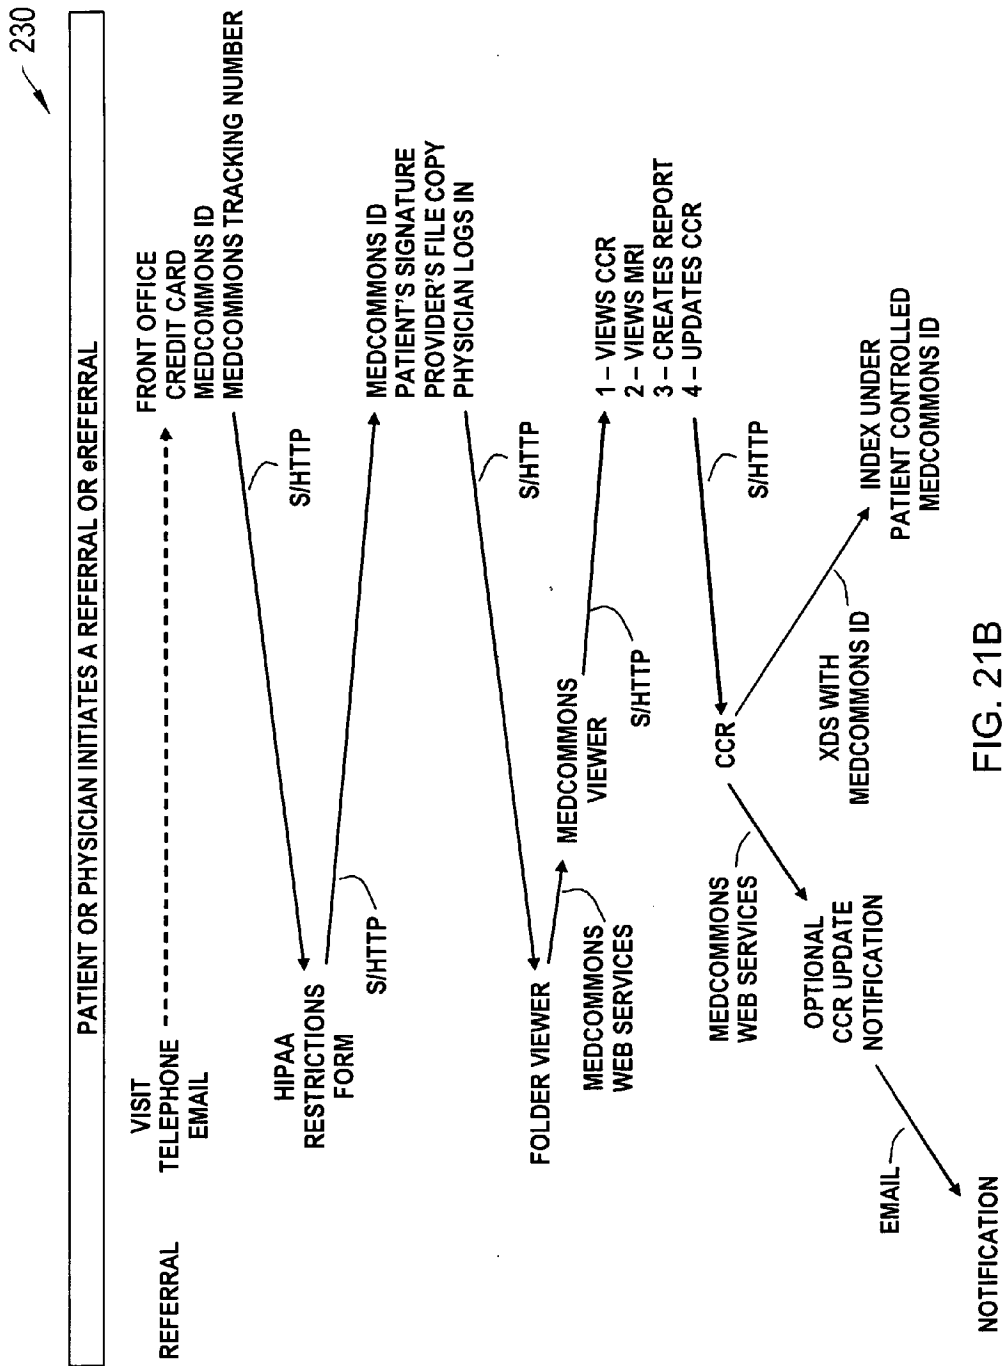 230
PATIENT OR PHYSICIAN INITIATES A REFERRAL OR eREFERRAL
REFERRAL
VISIT
TELEPHONE
EMAIL
FRONT OFFICE
CREDIT CARD
MEDCOMMONS ID
MEDCOMMONS TRACKING NUMBER
S/HTTP
HIPAA
RESTRICTIONS
FORM
S/HTTP
MEDCOMMONS ID
PATIENT'S SIGNATURE
PROVIDER'S FILE COPY
PHYSICIAN LOGS IN
S/HTTP
FOLDER VIEWER
MEDCOMMONS
WEB SERVICES
MEDCOMMONS
VIEWER
S/HTTP
1 – VIEWS CCR
2 – VIEWS MRI
3 – CREATES REPORT
4 – UPDATES CCR
S/HTTP
CCR
MEDCOMMONS
WEB SERVICES
XDS WITH
MEDCOMMONS ID
INDEX UNDER
PATIENT CONTROLLED
MEDCOMMONS ID
OPTIONAL
CCR UPDATE
NOTIFICATION
EMAIL
NOTIFICATION
FIG. 21B